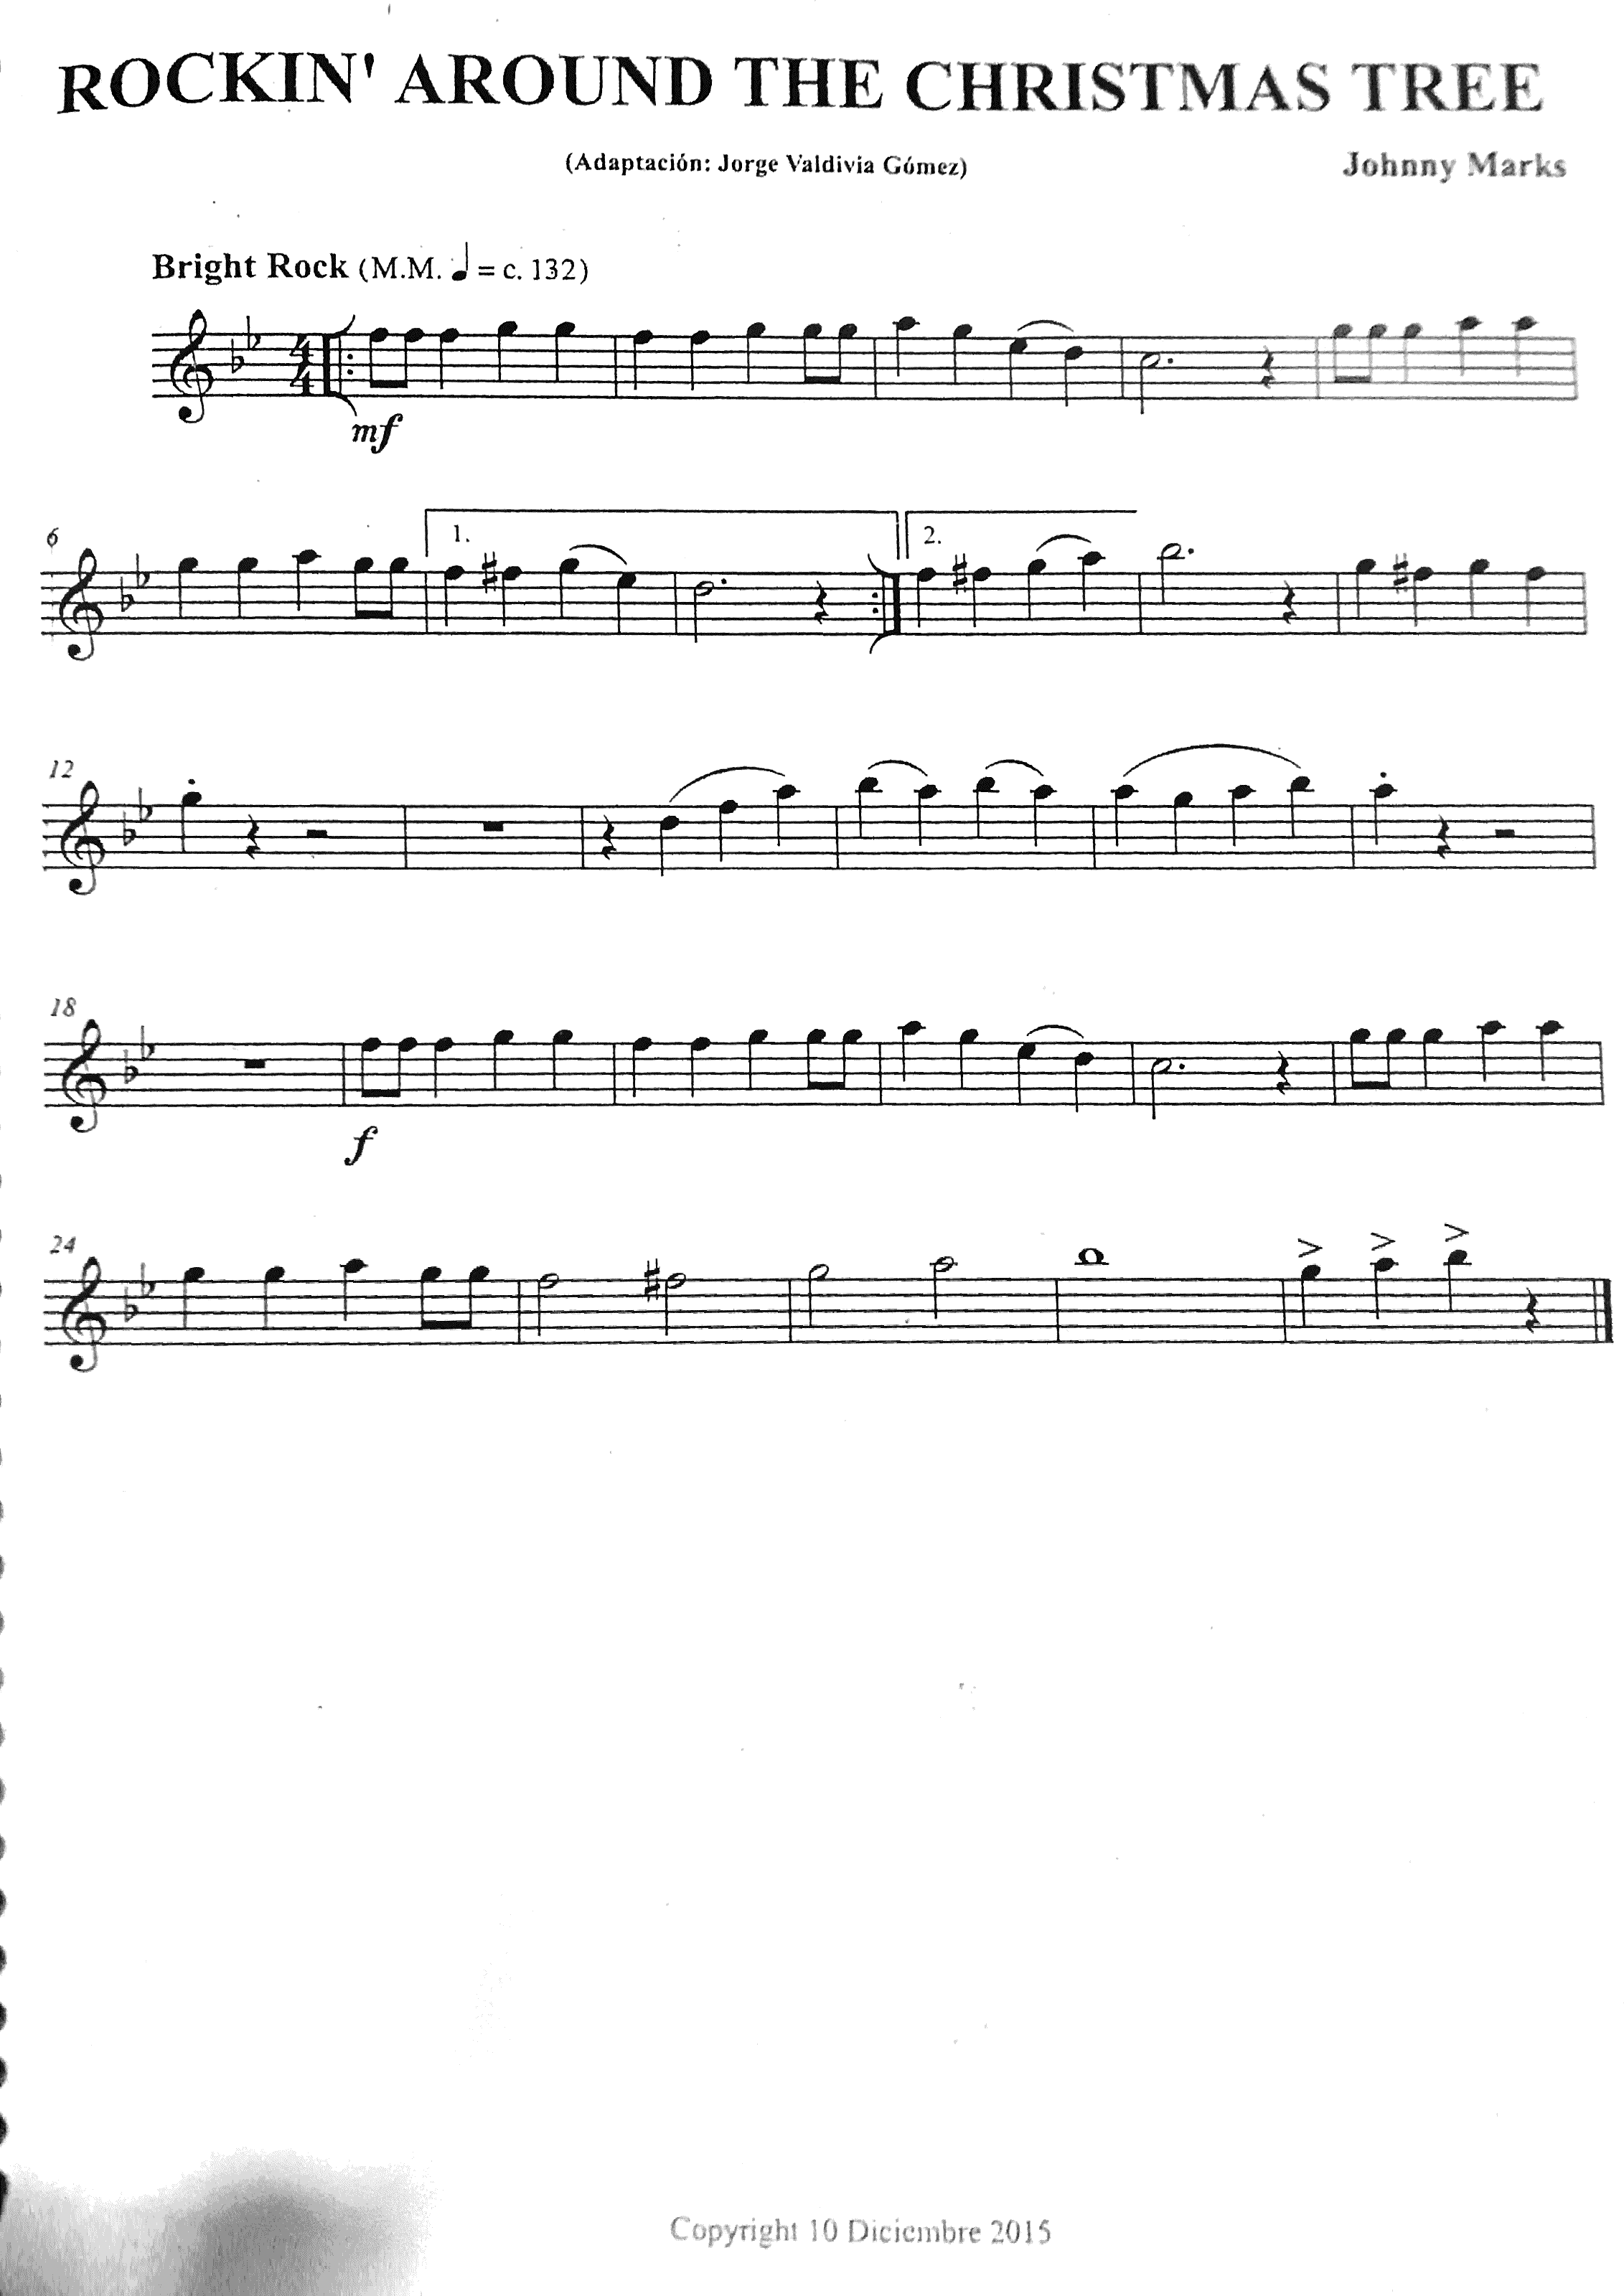 ROCKIN' AROUND THE CHRISTMAS TREE
(Adaptación: Jorge Valdivia Gómez)
Johnny Marks
Bright Rock (M.M. ♩ = c. 132)
4
4
mf
6
1.
2.
12
18
f
24
Copyright 10 Diciembre 2015